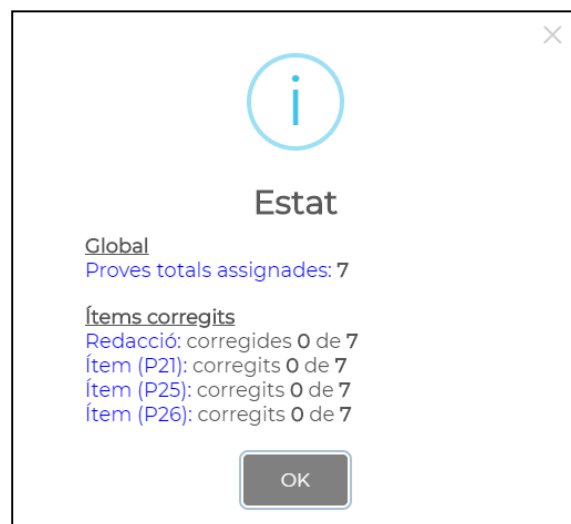 Estat
Global
Proves totals assignades: 7
Ítems corregits
Redacció: corregides 0 de 7
Ítem (P21): corregits 0 de 7
Ítem (P25): corregits 0 de 7
Ítem (P26): corregits 0 de 7
OK